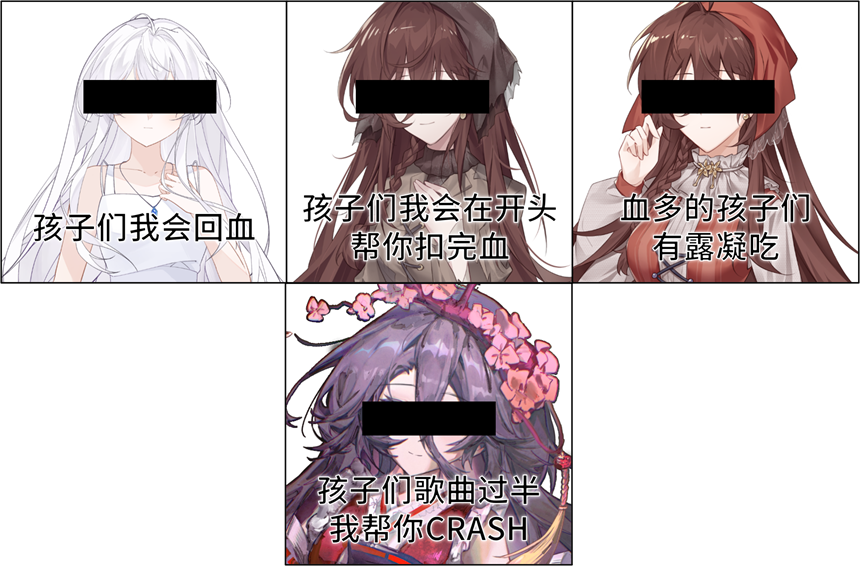 孩子们我会回血
孩子们我会在开头
帮你扣完血
血多的孩子们
有露凝吃
孩子们歌曲过半
我帮你CRASH